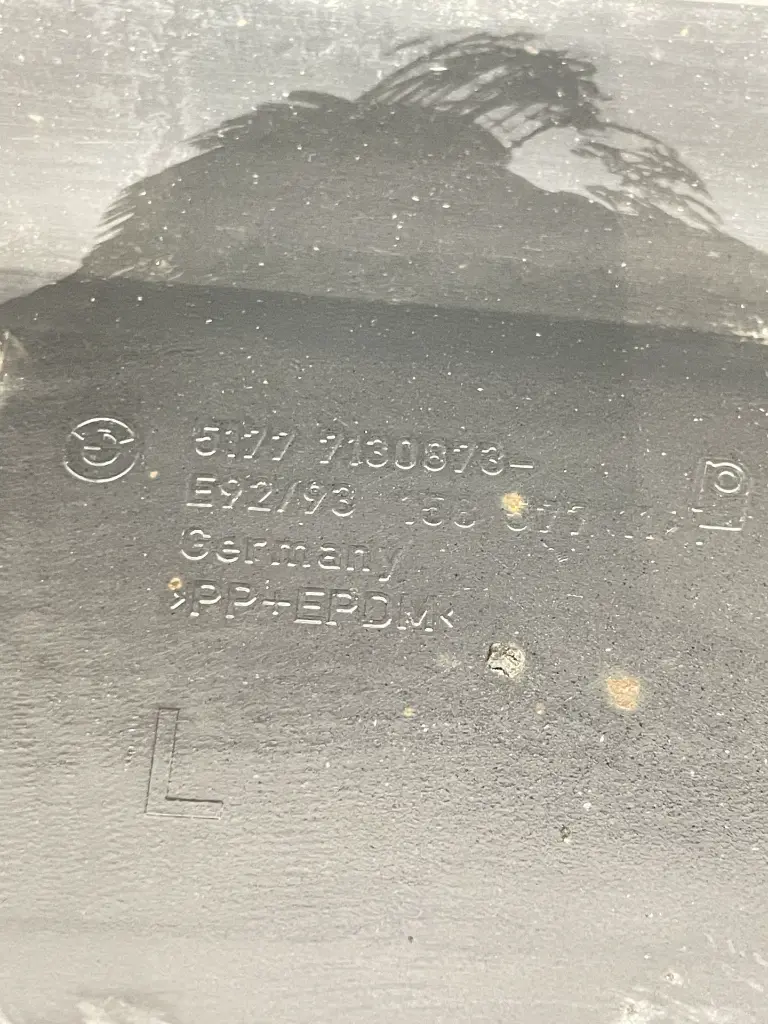 5177 7130873-
E92/93
Germany
>PP+EPDM<
L